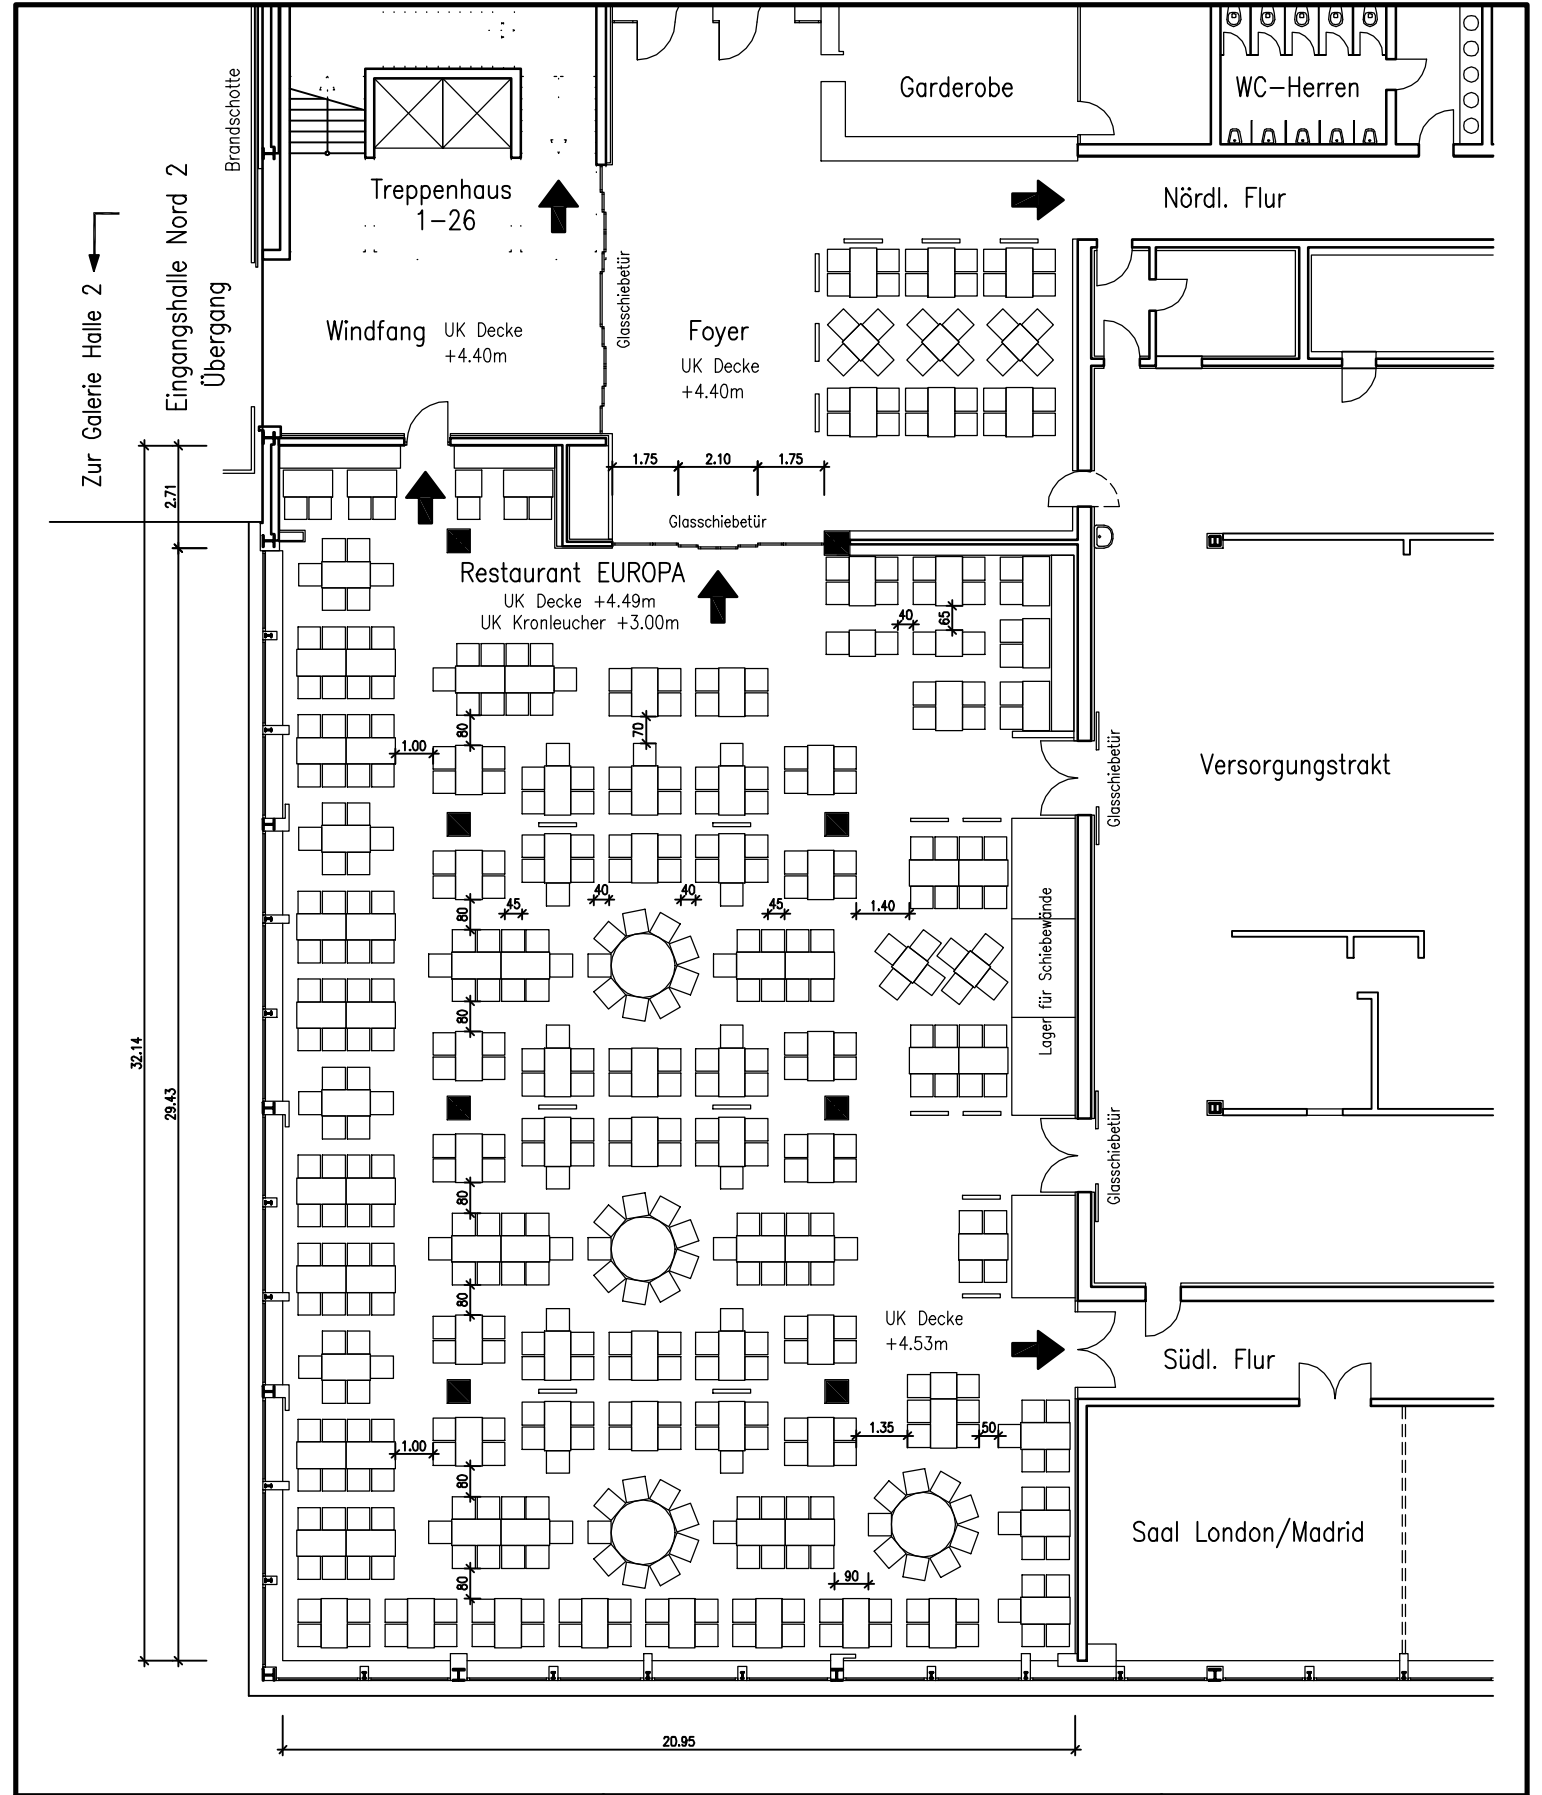 Garderobe
WC-Herren
Brandschotte
Treppenhaus
1-26
Nördl. Flur
Zur Galerie Halle 2
Eingangshalle Nord 2
Übergang
Glasschiebetür
Windfang
UK Decke
+4.40m
Foyer
UK Decke
+4.40m
1.75
2.10
1.75
2.71
Glasschiebetür
Restaurant EUROPA
UK Decke +4.49m
UK Kronleucher +3.00m
40
65
80
70
1.00
Glasschiebetür
Versorgungstrakt
40
40
45
45
80
1.40
Lager für Schiebewände
80
32.14
29.43
Glasschiebetür
80
80
UK Decke
+4.53m
Südl. Flur
1.00
1.35
50
80
Saal London/Madrid
90
80
20.95